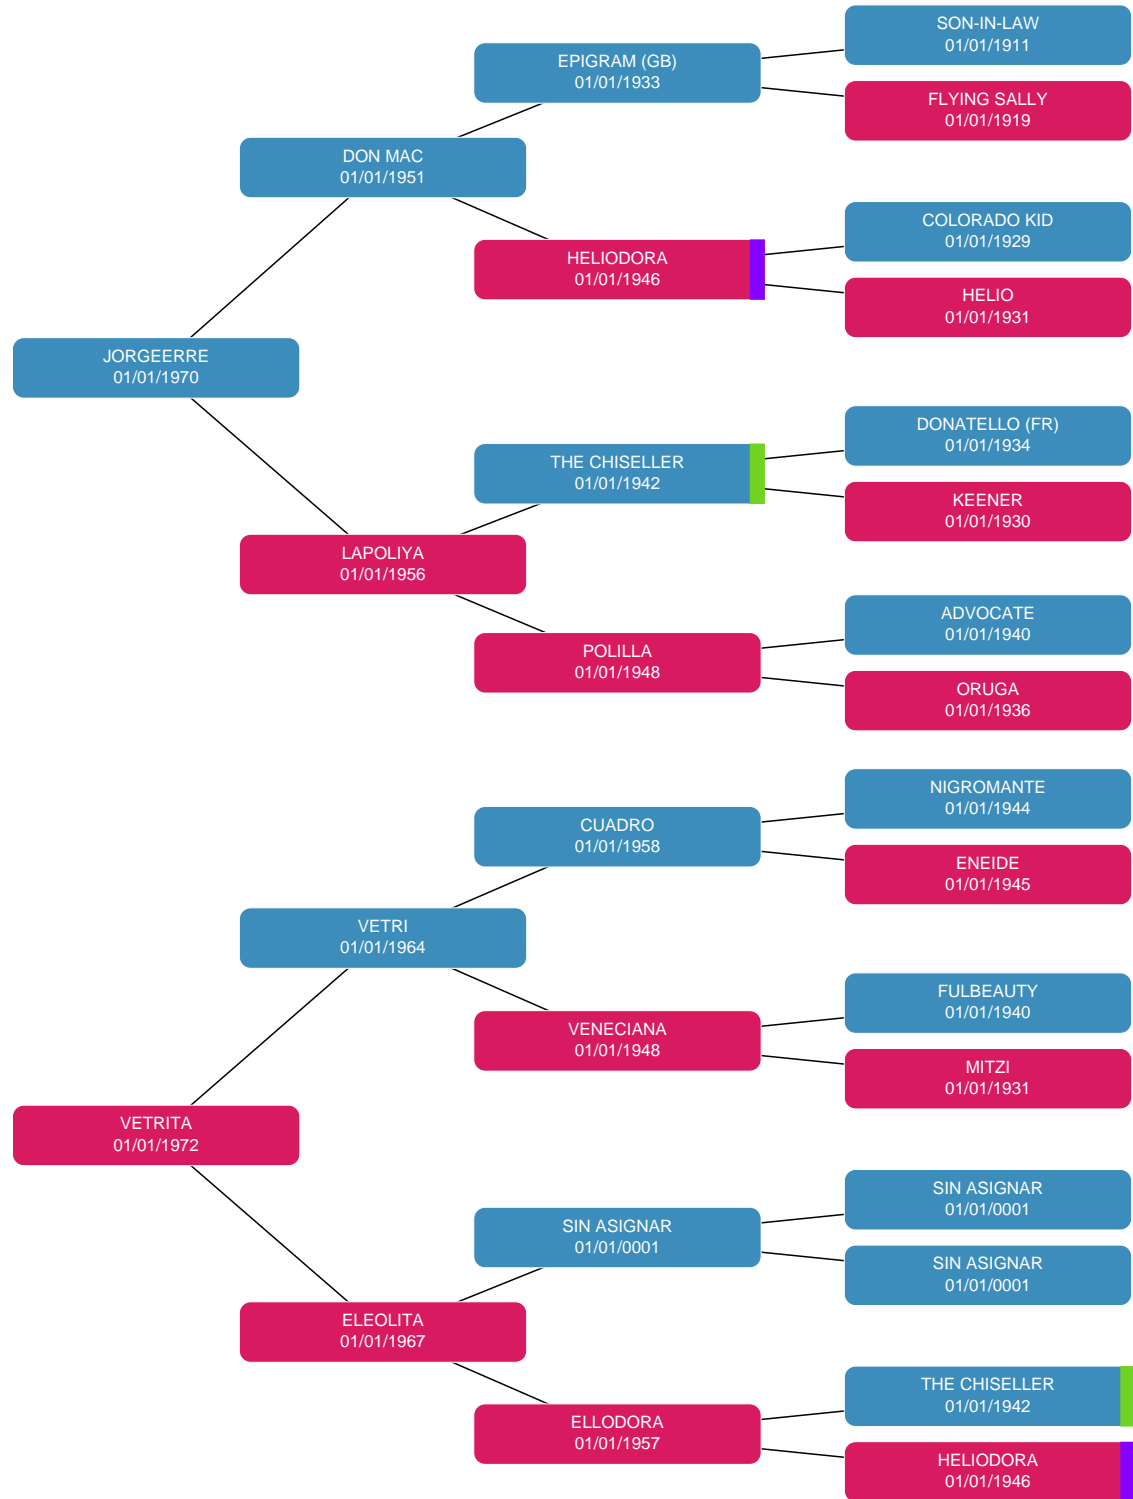 SON-IN-LAW
01/01/1911
EPIGRAM (GB)
01/01/1933
FLYING SALLY
01/01/1919
DON MAC
01/01/1951
COLORADO KID
01/01/1929
HELIODORA
01/01/1946
HELIO
01/01/1931
JORGEERRE
01/01/1970
DONATELLO (FR)
01/01/1934
THE CHISELLER
01/01/1942
KEENER
01/01/1930
LAPOLIYA
01/01/1956
ADVOCATE
01/01/1940
POLILLA
01/01/1948
ORUGA
01/01/1936
NIGROMANTE
01/01/1944
CUADRO
01/01/1958
ENEIDE
01/01/1945
VETRI
01/01/1964
FULBEAUTY
01/01/1940
VENECIANA
01/01/1948
MITZI
01/01/1931
VETRITA
01/01/1972
SIN ASIGNAR
01/01/0001
SIN ASIGNAR
01/01/0001
SIN ASIGNAR
01/01/0001
ELEOLITA
01/01/1967
THE CHISELLER
01/01/1942
ELLODORA
01/01/1957
HELIODORA
01/01/1946